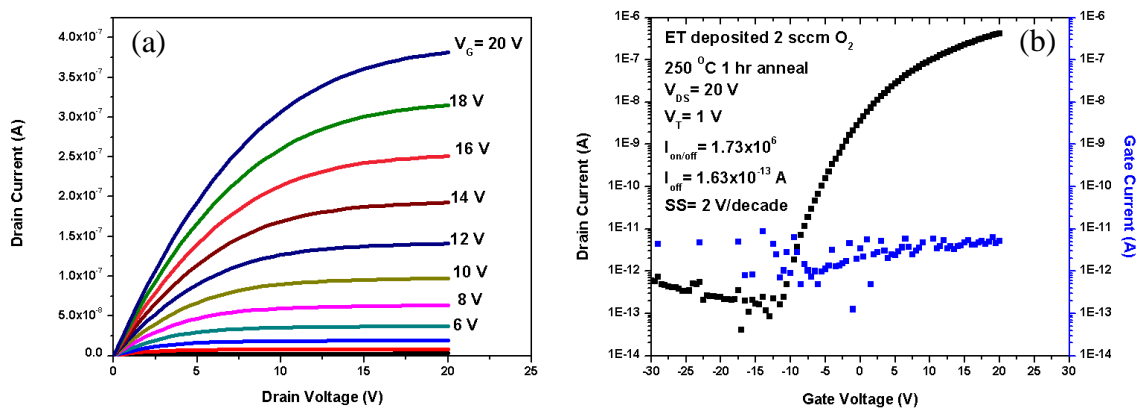 (a)
V_G= 20 V
18 V
16 V
14 V
12 V
10 V
8 V
6 V
4.0x10⁻⁷
3.5x10⁻⁷
3.0x10⁻⁷
2.5x10⁻⁷
2.0x10⁻⁷
1.5x10⁻⁷
1.0x10⁻⁷
5.0x10⁻⁸
0.0
0 5 10 15 20 25
Drain Current (A)
Drain Voltage (V)
(b)
ET deposited 2 sccm O₂
250 ⁰C 1 hr anneal
V_DS= 20 V
V_T= 1 V
I_on/off= 1.73x10⁶
I_off= 1.63x10⁻¹³ A
SS= 2 V/decade
1E-6
1E-7
1E-8
1E-9
1E-10
1E-11
1E-12
1E-13
1E-14
Drain Current (A)
-30 -25 -20 -15 -10 -5 0 5 10 15 20 25 30
Gate Voltage (V)
1E-6
1E-7
1E-8
1E-9
1E-10
1E-11
1E-12
1E-13
1E-14
Gate Current (A)